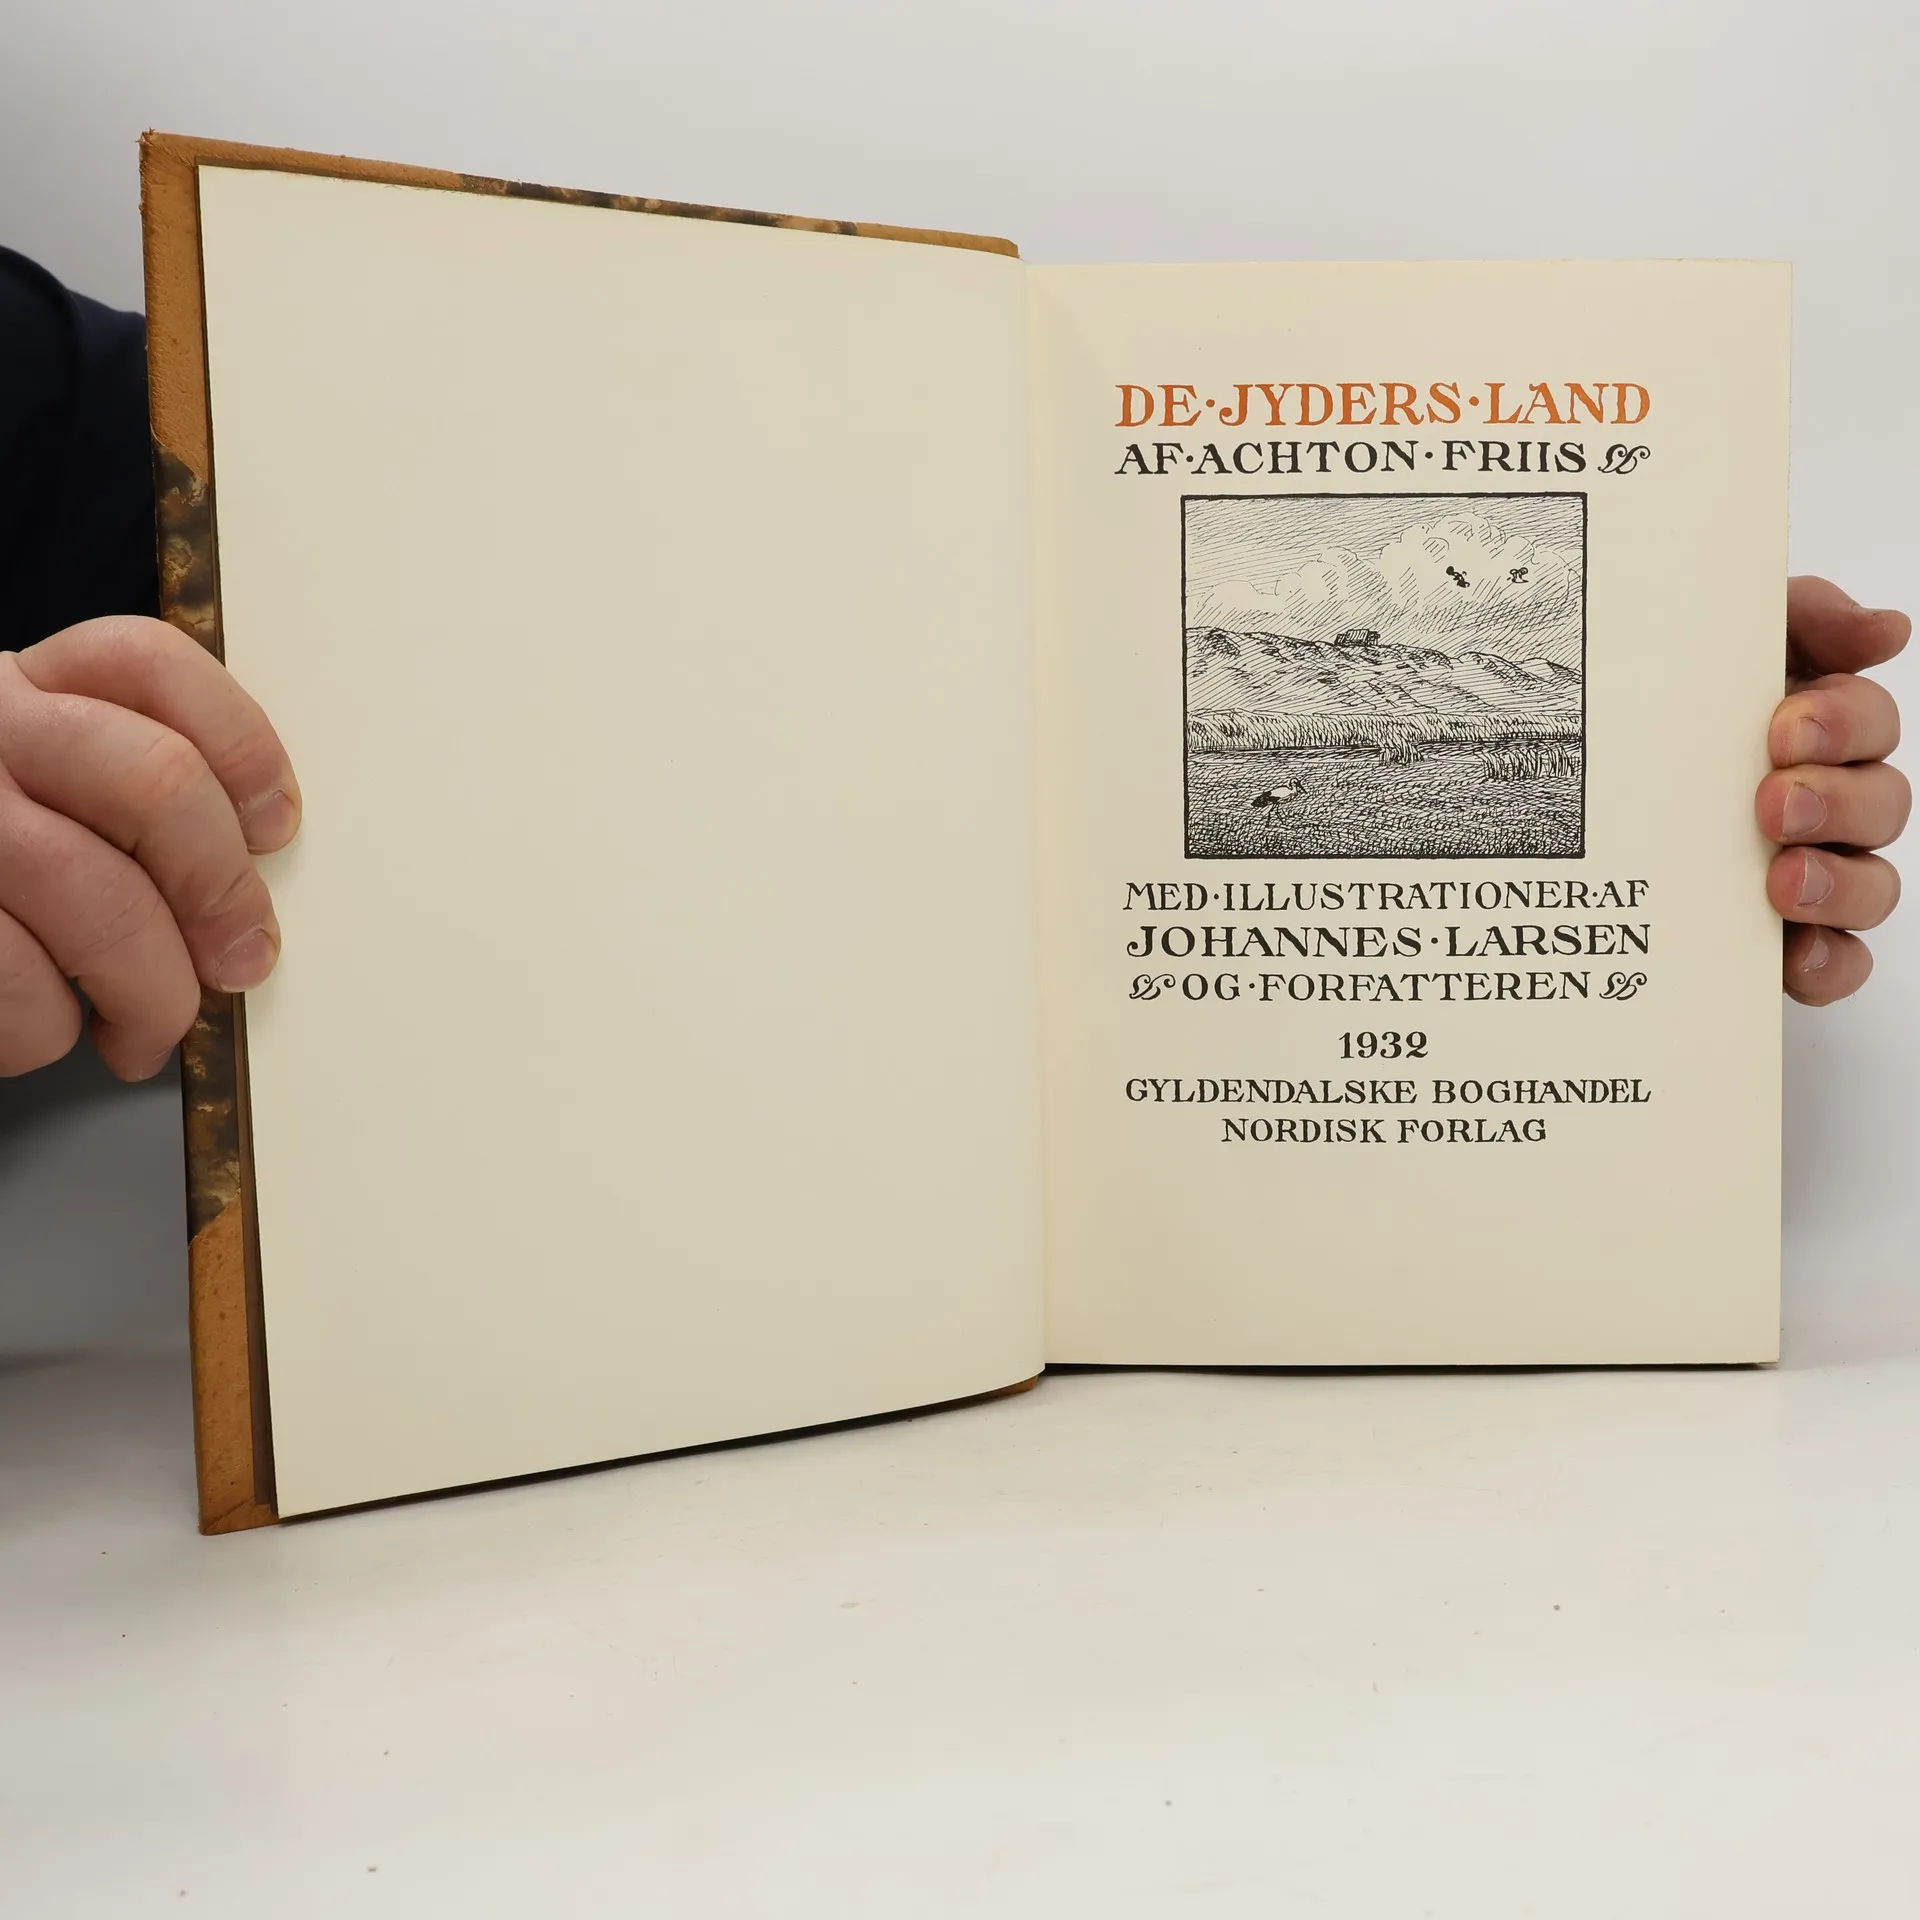 DE·JYDERS·LAND
AF·ACHTON·FRIIS
MED·ILLUSTRATIONER·AF
JOHANNES·LARSEN
OG·FORFATTEREN
1932
GYLDENDALSKE BOGHANDEL
NORDISK FORLAG